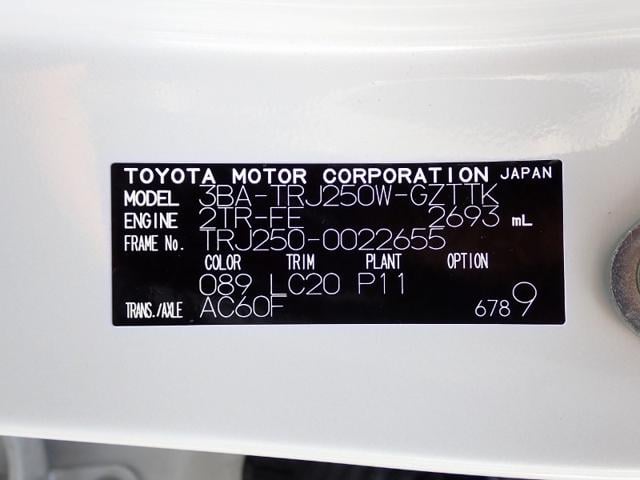 TOYOTA MOTOR CORPORATION JAPAN
MODEL 3BA-TRJ250W-GZTTK
ENGINE 2TR-FE 2693 mL
FRAME No. TRJ250-0022655
COLOR TRIM PLANT OPTION
089 LC20 P11
TRANS./AXLE AC60F 6789